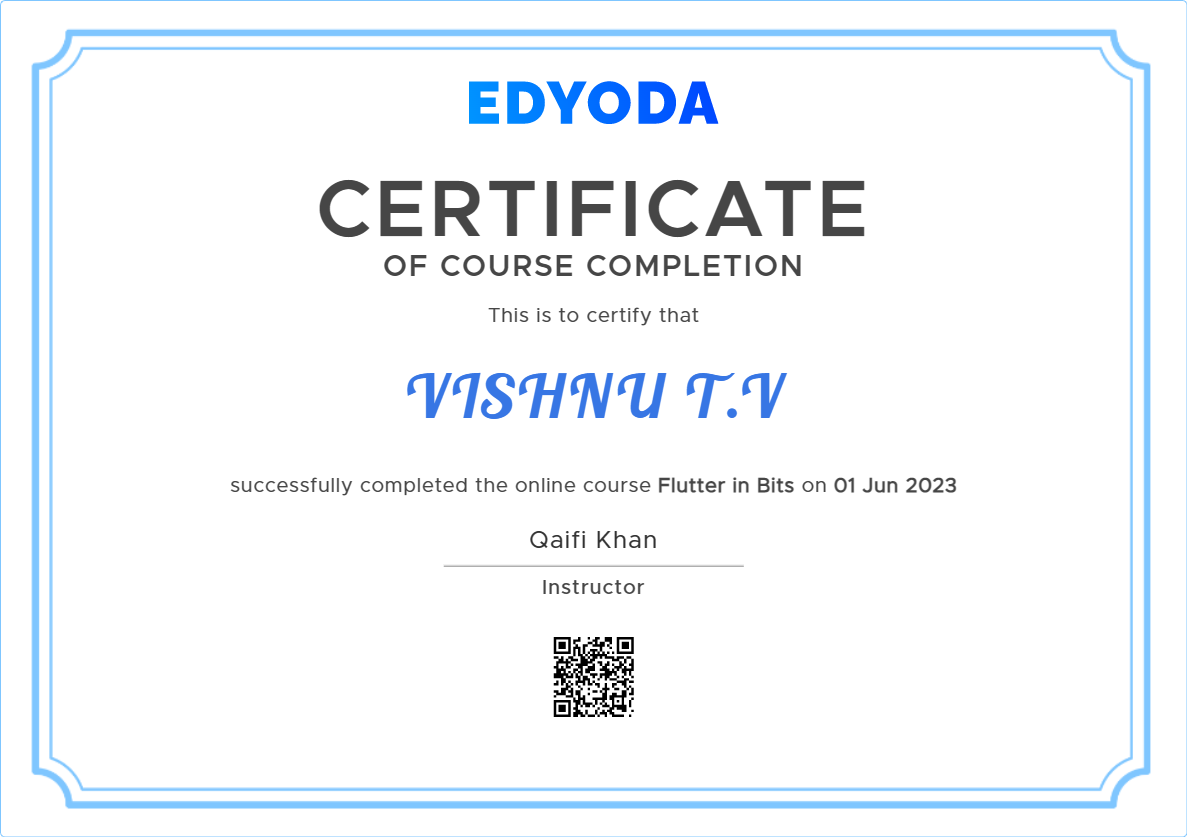 EDYODA
CERTIFICATE
OF COURSE COMPLETION
This is to certify that
VISHNU T.V
successfully completed the online course Flutter in Bits on 01 Jun 2023
Qaifi Khan
Instructor